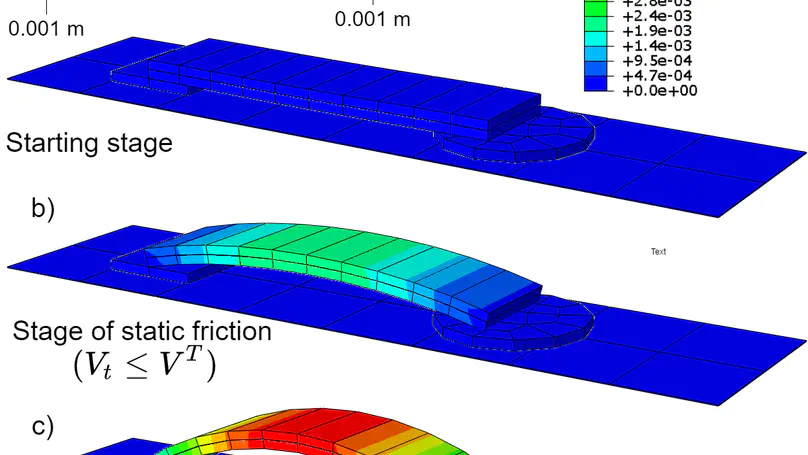 0.001 m
0.001 m
+2.8e-03
+2.4e-03
+1.9e-03
+1.4e-03
+9.5e-04
+4.7e-04
+0.0e+00
Starting stage
b)
Text
Stage of static friction
(V_t ≤ V^T)
c)